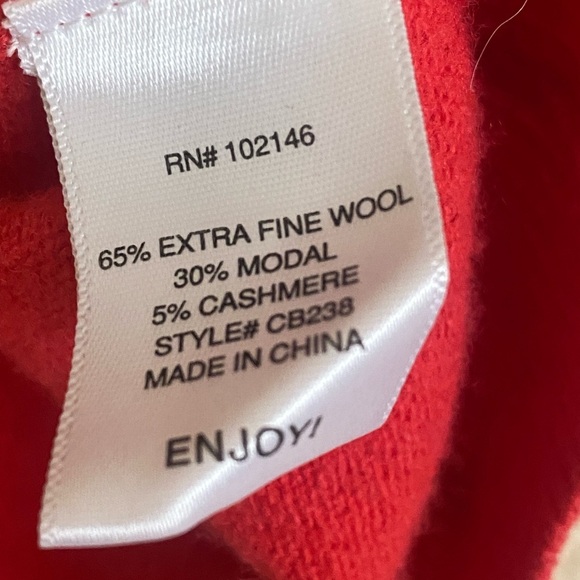 RN# 102146
65% EXTRA FINE WOOL
30% MODAL
5% CASHMERE
STYLE# CB238
MADE IN CHINA
ENJOY!